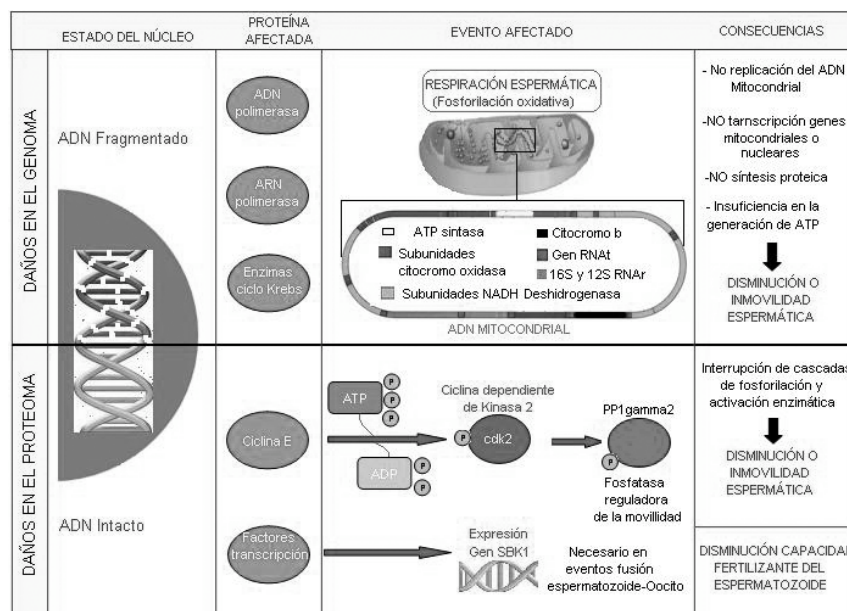 ESTADO DEL NÚCLEO
PROTEÍNA
AFECTADA
EVENTO AFECTADO
CONSECUENCIAS
DAÑOS EN EL GENOMA
ADN Fragmentado
ADN
polimerasa
ARN
polimerasa
Enzimas
ciclo Krebs
RESPIRACIÓN ESPERMÁTICA
(Fosforilación oxidativa)
ATP sintasa
Subunidades
citocromo oxidasa
Subunidades NADH Deshidrogenasa
Citocromo b
Gen RNAt
16S y 12S RNAr
ADN MITOCONDRIAL
- No replicación del ADN
Mitocondrial
-NO tarnscripción genes
mitocondriales o
nucleares
-NO síntesis proteica
- Insuficiencia en la
generación de ATP
DISMINUCIÓN O
INMOVILIDAD
ESPERMÁTICA
DAÑOS EN EL PROTEOMA
ADN Intacto
Ciclina E
Factores
transcripción
ATP
P
P
P
ADP
P
P
Ciclina dependiente
de Kinasa 2
P
cdk2
PP1gamma2
P
Fosfatasa
reguladora
de la movillidad
Expresión
Gen SBK1
Necesario en
eventos fusión
espermatozoide-Oocito
Interrupción de cascadas
de fosforilación y
activación enzimática
DISMINUCIÓN O
INMOVILIDAD
ESPERMÁTICA
DISMINUCIÓN CAPACIDAD
FERTILIZANTE DEL
ESPERMATOZOIDE